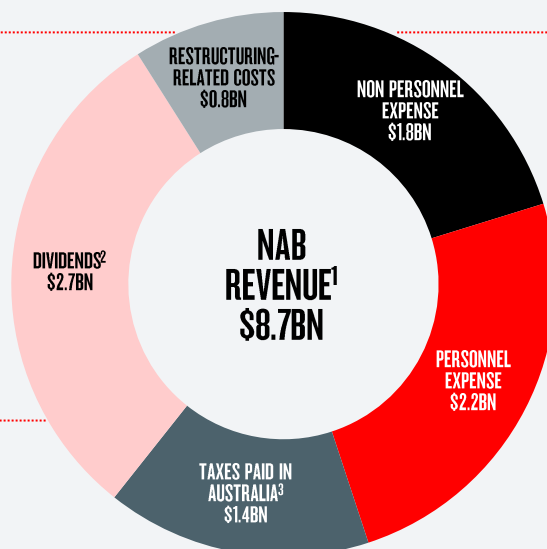 RESTRUCTURING-
RELATED COSTS
$0.8BN
NON PERSONNEL
EXPENSE
$1.8BN
DIVIDENDS²
$2.7BN
NAB
REVENUE¹
$8.7BN
PERSONNEL
EXPENSE
$2.2BN
TAXES PAID IN
AUSTRALIA³
$1.4BN